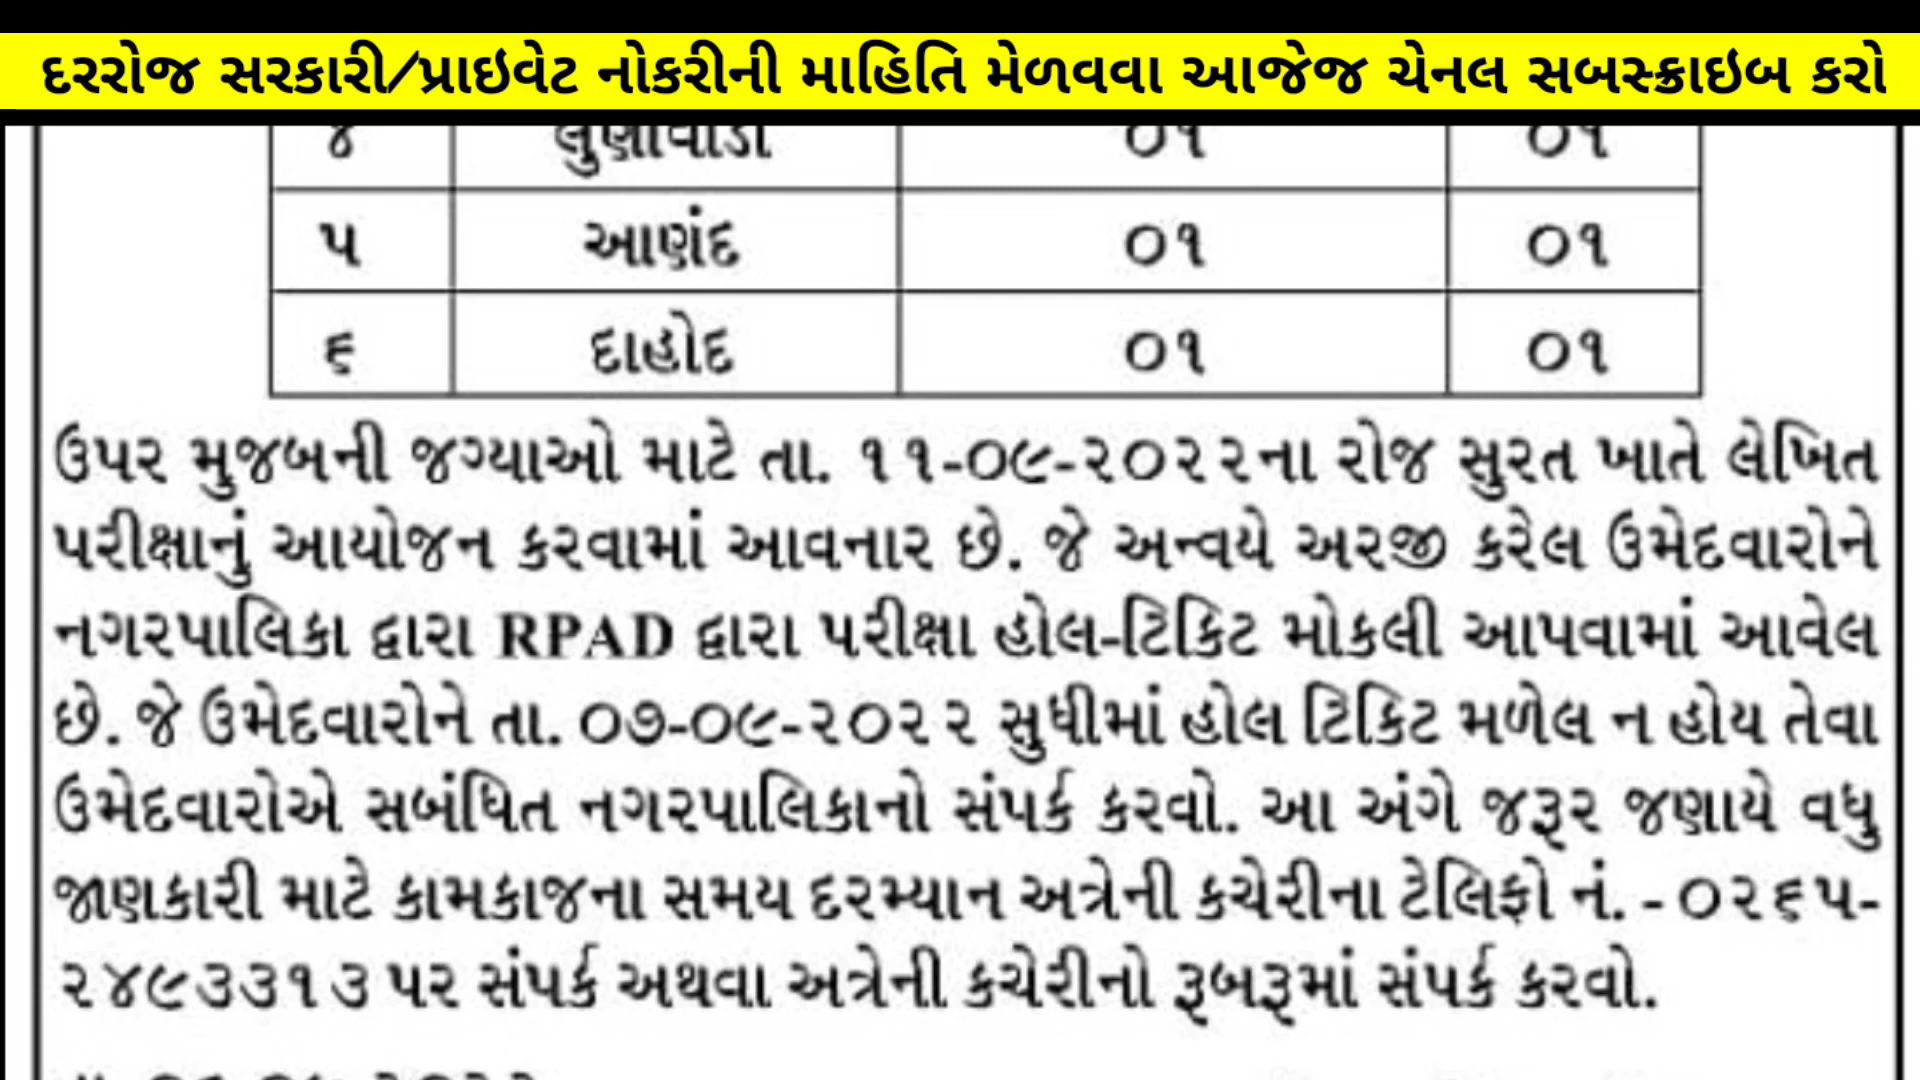 દરરોજ સરકારી/પ્રાઇવેટ નોકરીની માહિતિ મેળવવા આજેજ ચેનલ સબસ્ક્રાઇબ કરો
૪ લુણાવાડા ૦૧ ૦૧
૫ આણંદ ૦૧ ૦૧
૬ દાહોદ ૦૧ ૦૧
ઉપર મુજબની જગ્યાઓ માટે તા. ૧૧-૦૯-૨૦૨૨ના રોજ સુરત ખાતે લેખિત
પરીક્ષાનું આયોજન કરવામાં આવનાર છે. જે અન્વયે અરજી કરેલ ઉમેદવારોને
નગરપાલિકા દ્વારા RPAD દ્વારા પરીક્ષા હોલ-ટિકિટ મોકલી આપવામાં આવેલ
છે. જે ઉમેદવારોને તા. ૦૭-૦૯-૨૦૨૨ સુધીમાં હોલ ટિકિટ મળેલ ન હોય તેવા
ઉમેદવારોએ સબંધિત નગરપાલિકાનો સંપર્ક કરવો. આ અંગે જરૂર જણાયે વધુ
જાણકારી માટે કામકાજના સમય દરમ્યાન અત્રેની કચેરીના ટેલિફો નં. - ૦૨૬૫-
૨૪૯૩૩૧૩ પર સંપર્ક અથવા અત્રેની કચેરીનો રૂબરૂમાં સંપર્ક કરવો.